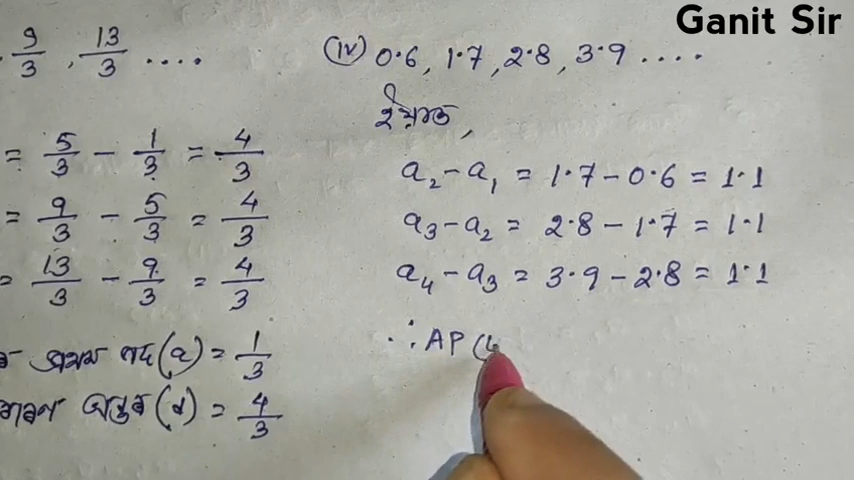 Ganit Sir
9/3 , 13/3 ....
= 5/3 - 1/3 = 4/3
= 9/3 - 5/3 = 4/3
= 13/3 - 9/3 = 4/3
প্ৰথম পদ (a) = 1/3
অন্তৰ (d) = 4/3
(iv) 0.6, 1.7, 2.8, 3.9 ....
ইয়াত,
a₂-a₁ = 1.7-0.6 = 1.1
a₃-a₂ = 2.8-1.7 = 1.1
a₄-a₃ = 3.9-2.8 = 1.1
∴ AP